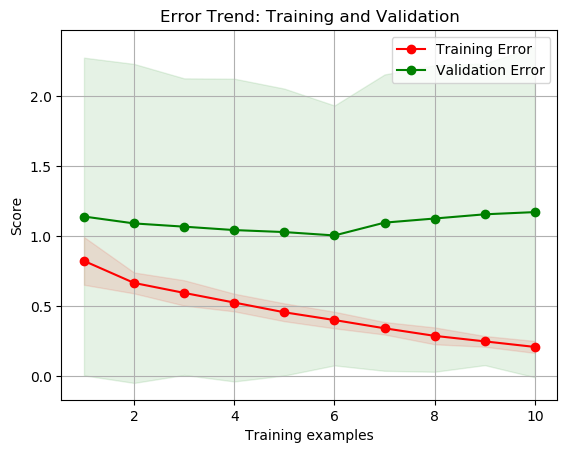 Error Trend: Training and Validation
Training Error
Validation Error
2.0
1.5
1.0
0.5
0.0
Score
2 4 6 8 10
Training examples